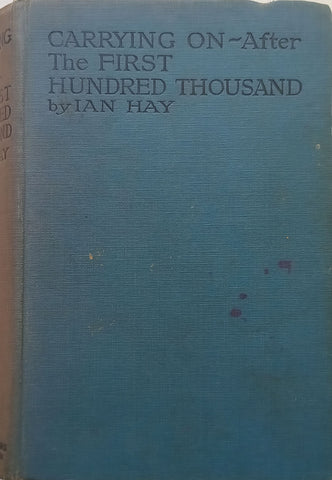 CARRYING ON~After
The FIRST
HUNDRED THOUSAND
by IAN HAY